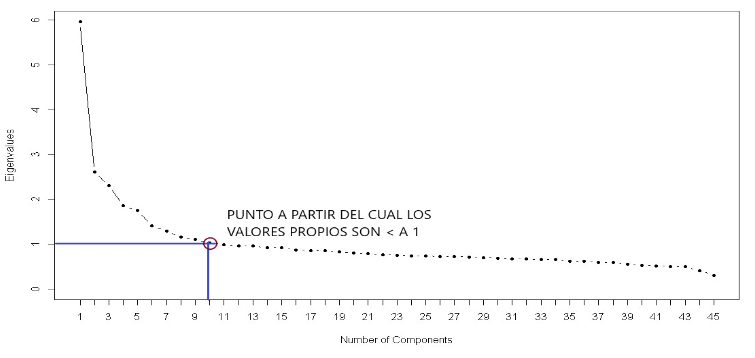 6
5
4
3
2
1
0
Eigenvalues
PUNTO A PARTIR DEL CUAL LOS
VALORES PROPIOS SON < A 1
1 3 5 7 9 11 13 15 17 19 21 23 25 27 29 31 33 35 37 39 41 43 45
Number of Components